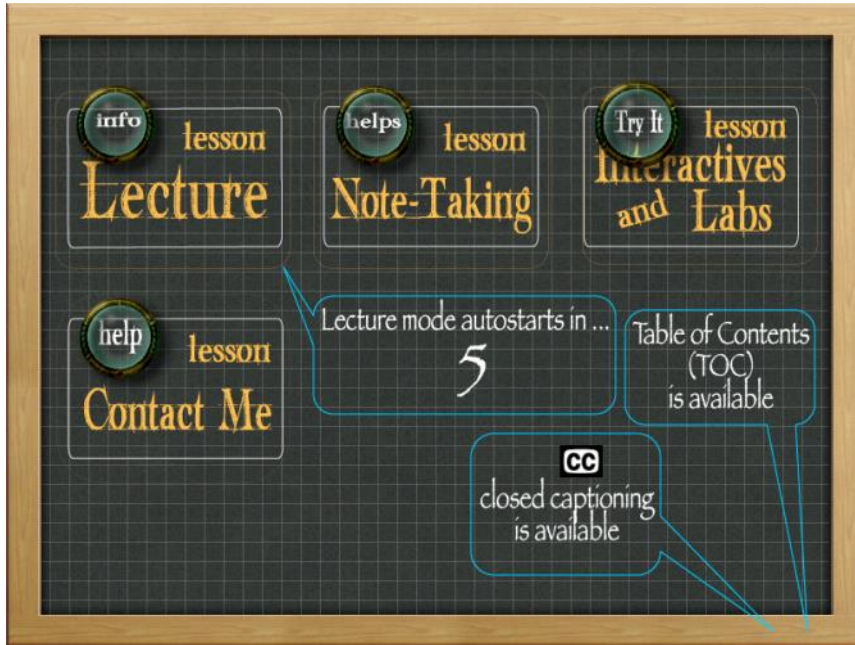 info
lesson
Lecture
helps
lesson
Note-Taking
Try It
lesson
Interactives
and
Labs
help
lesson
Contact Me
Lecture mode autostarts in ...
5
Table of Contents
(TOC)
is available
CC
closed captioning
is available